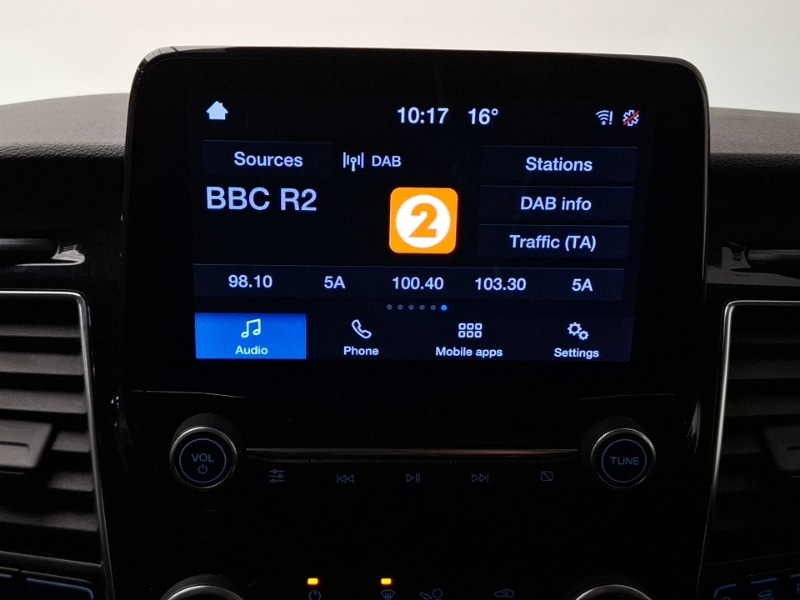 10:17 16°
Sources DAB Stations
BBC R2 2 DAB info
Traffic (TA)
98.10 5A 100.40 103.30 5A
Audio Phone Mobile apps Settings
VOL TUNE